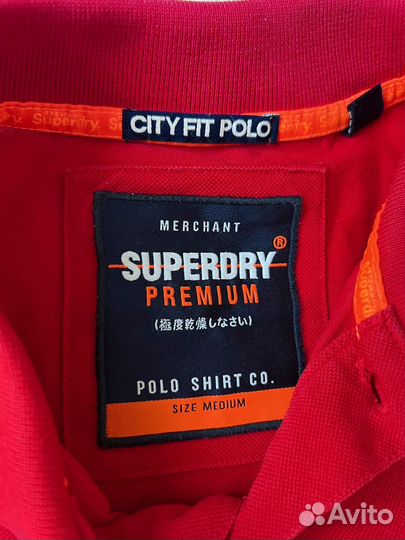 Superdry.
CITY FIT POLO
MERCHANT
SUPERDRY®
PREMIUM
(極度乾燥しなさい)
POLO SHIRT CO.
SIZE MEDIUM
Avito